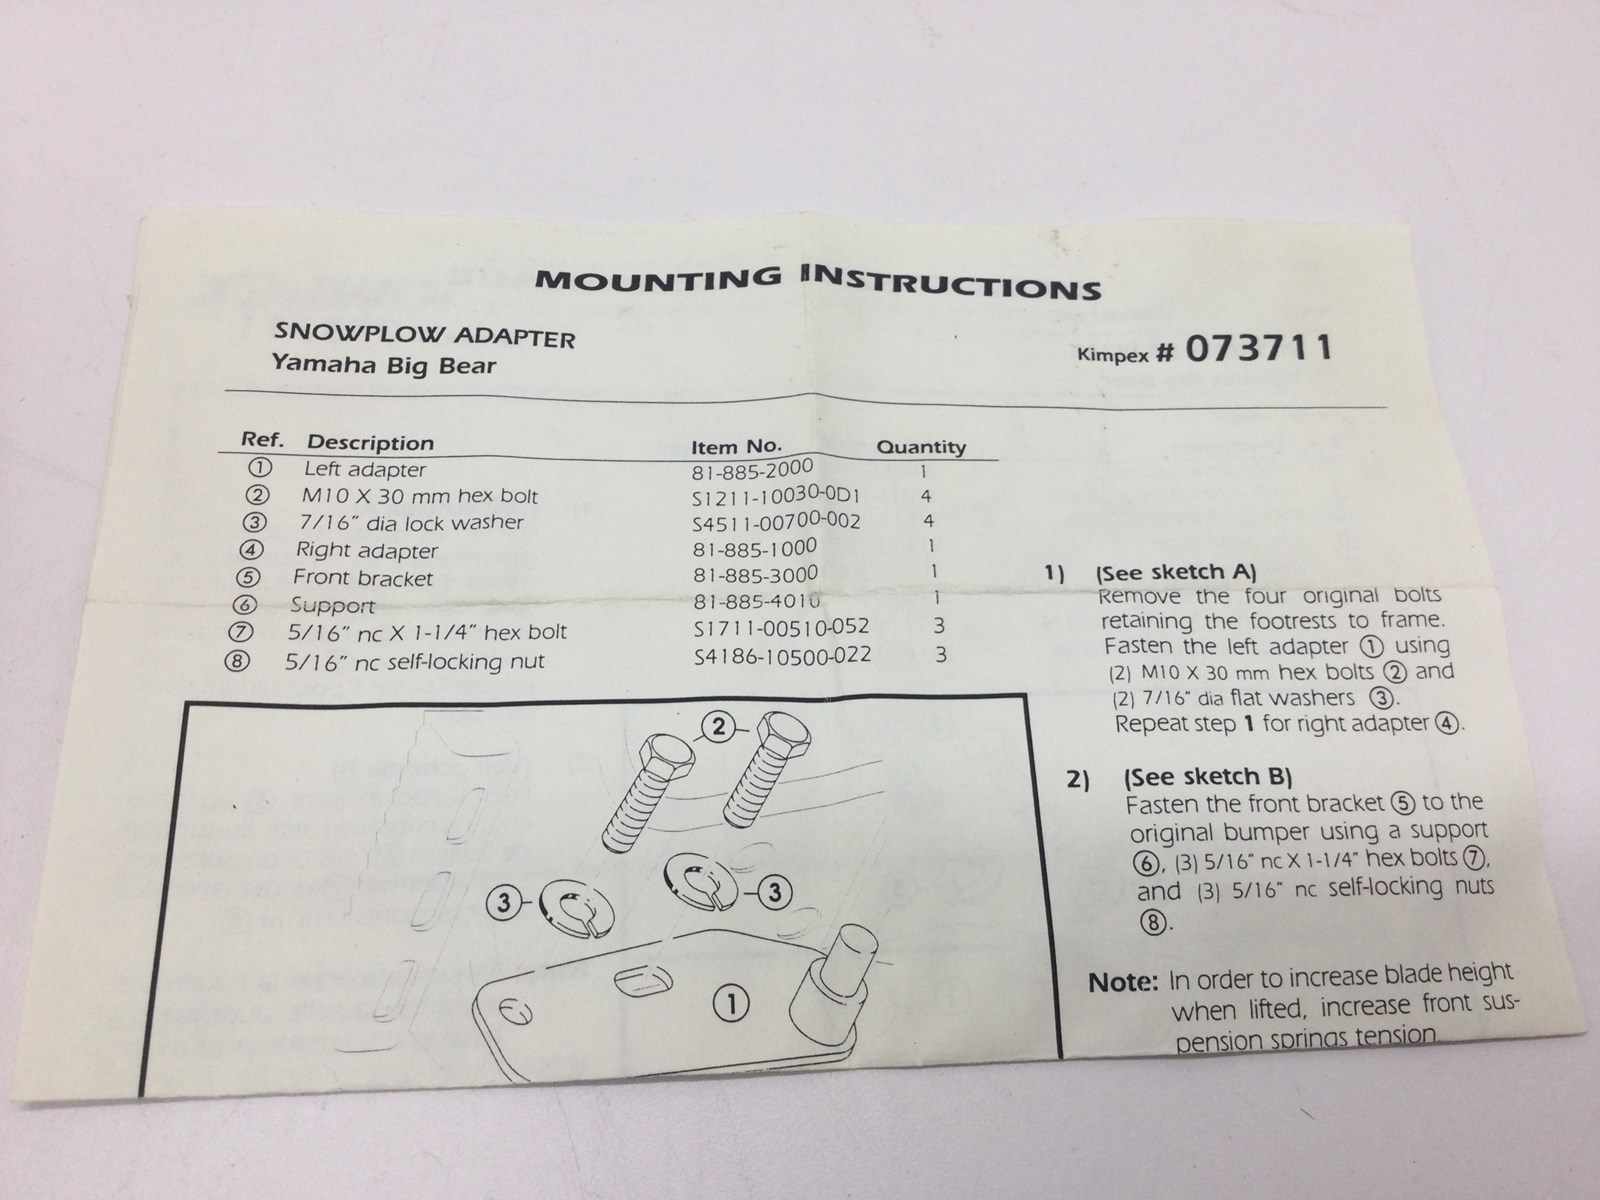 MOUNTING INSTRUCTIONS
SNOWPLOW ADAPTER
Yamaha Big Bear
Kimpex # 073711
Ref. Description Item No. Quantity
① Left adapter 81-885-2000 1
② M10 X 30 mm hex bolt S1211-10030-0D1 4
③ 7/16" dia lock washer S4511-00700-002 4
④ Right adapter 81-885-1000 1
⑤ Front bracket 81-885-3000 1
⑥ Support 81-885-4010 1
⑦ 5/16" nc X 1-1/4" hex bolt S1711-00510-052 3
⑧ 5/16" nc self-locking nut S4186-10500-022 3
1) (See sketch A)
Remove the four original bolts
retaining the footrests to frame.
Fasten the left adapter ① using
(2) M10 X 30 mm hex bolts ② and
(2) 7/16" dia flat washers ③.
Repeat step 1 for right adapter ④.
2) (See sketch B)
Fasten the front bracket ⑤ to the
original bumper using a support
⑥, (3) 5/16" nc X 1-1/4" hex bolts ⑦,
and (3) 5/16" nc self-locking nuts
⑧.
Note: In order to increase blade height
when lifted, increase front sus-
pension springs tension.
②
③
③
①